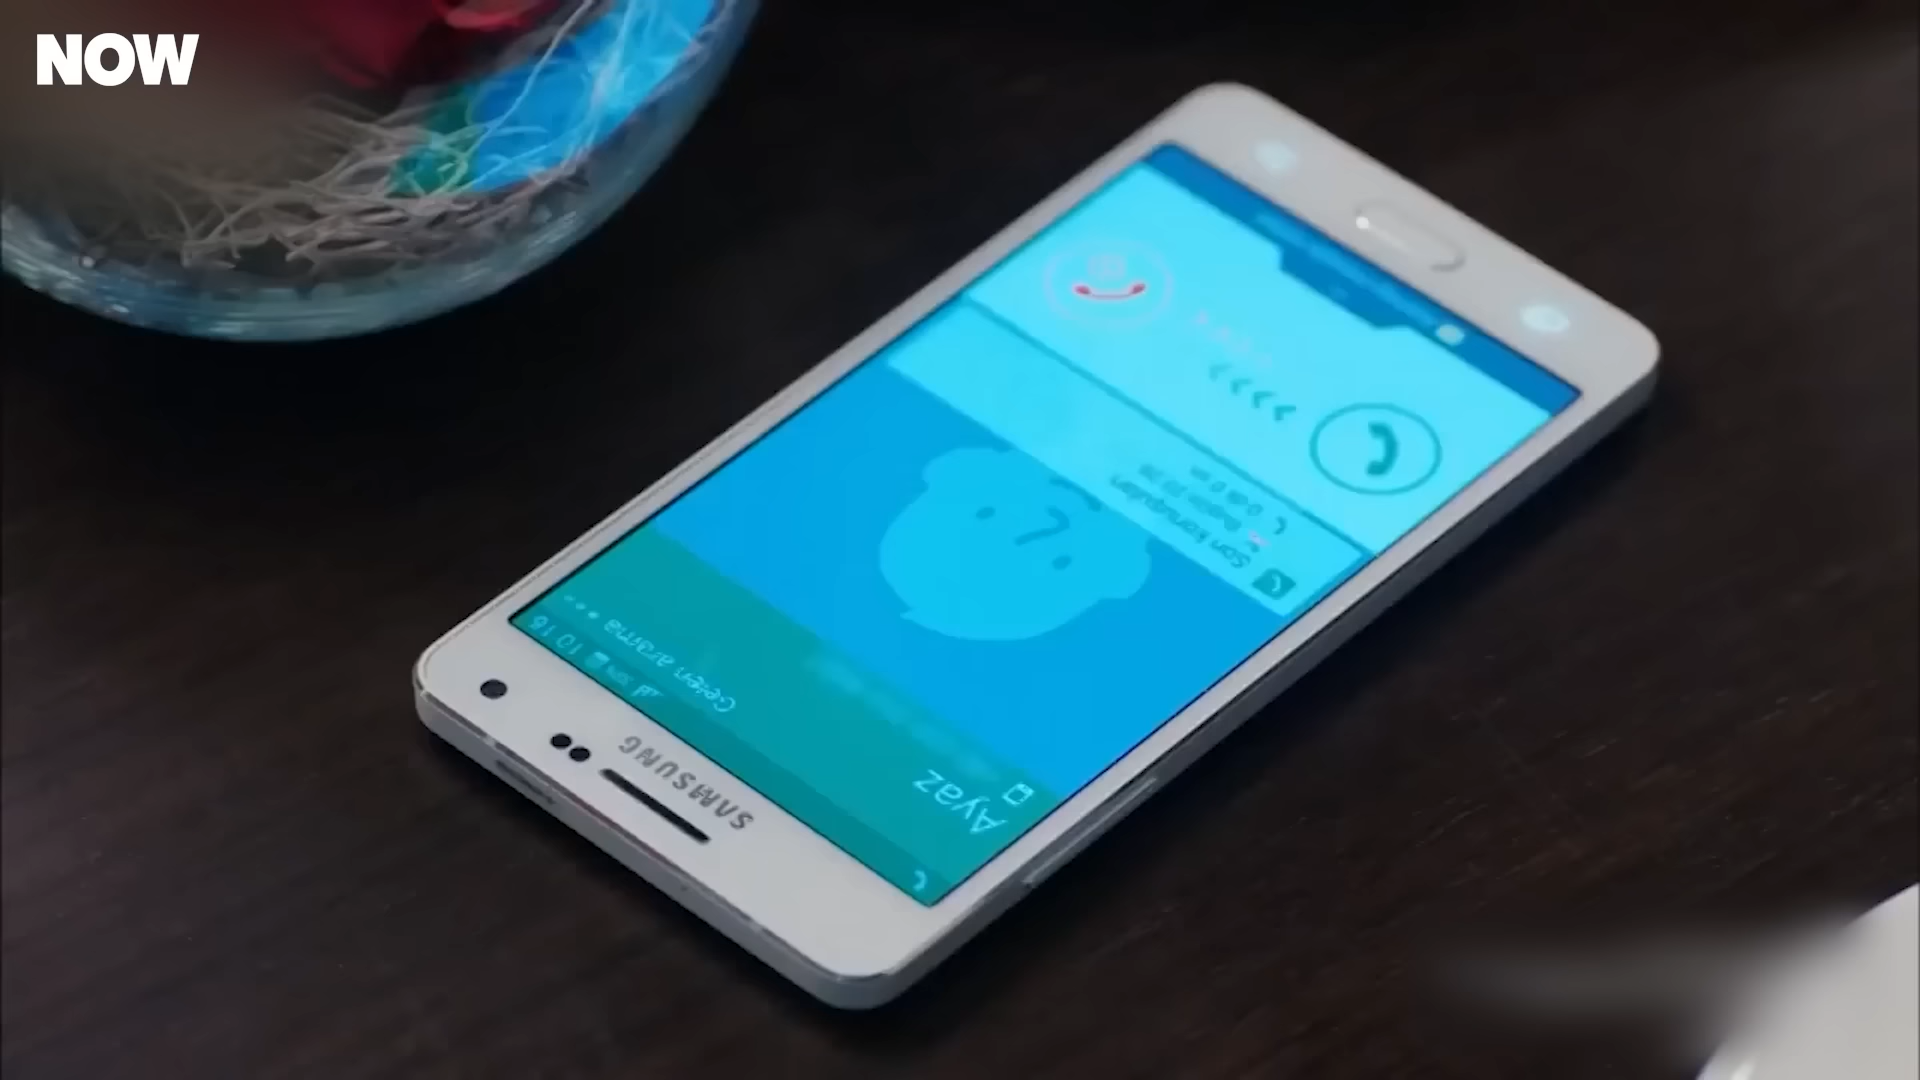 NOW
SAMSUNG
10:16
Gelen arama
Ayaz
Son konuşulan